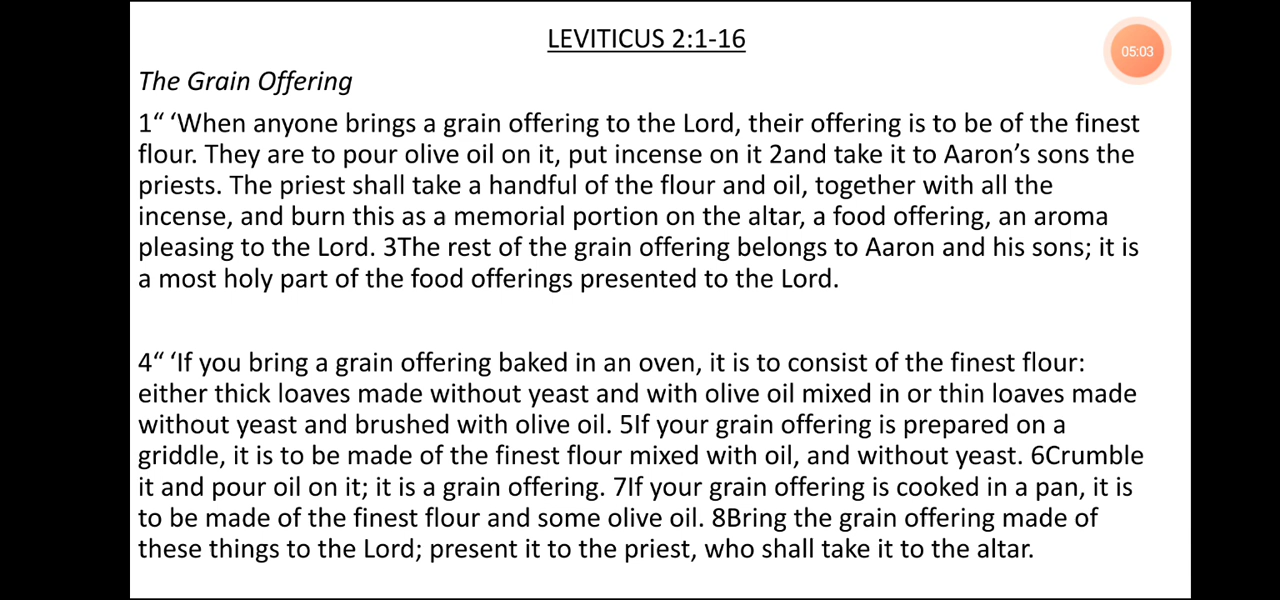 LEVITICUS 2:1-16
05:03
The Grain Offering
1“ ‘When anyone brings a grain offering to the Lord, their offering is to be of the finest
flour. They are to pour olive oil on it, put incense on it 2and take it to Aaron’s sons the
priests. The priest shall take a handful of the flour and oil, together with all the
incense, and burn this as a memorial portion on the altar, a food offering, an aroma
pleasing to the Lord. 3The rest of the grain offering belongs to Aaron and his sons; it is
a most holy part of the food offerings presented to the Lord.
4“ ‘If you bring a grain offering baked in an oven, it is to consist of the finest flour:
either thick loaves made without yeast and with olive oil mixed in or thin loaves made
without yeast and brushed with olive oil. 5If your grain offering is prepared on a
griddle, it is to be made of the finest flour mixed with oil, and without yeast. 6Crumble
it and pour oil on it; it is a grain offering. 7If your grain offering is cooked in a pan, it is
to be made of the finest flour and some olive oil. 8Bring the grain offering made of
these things to the Lord; present it to the priest, who shall take it to the altar.